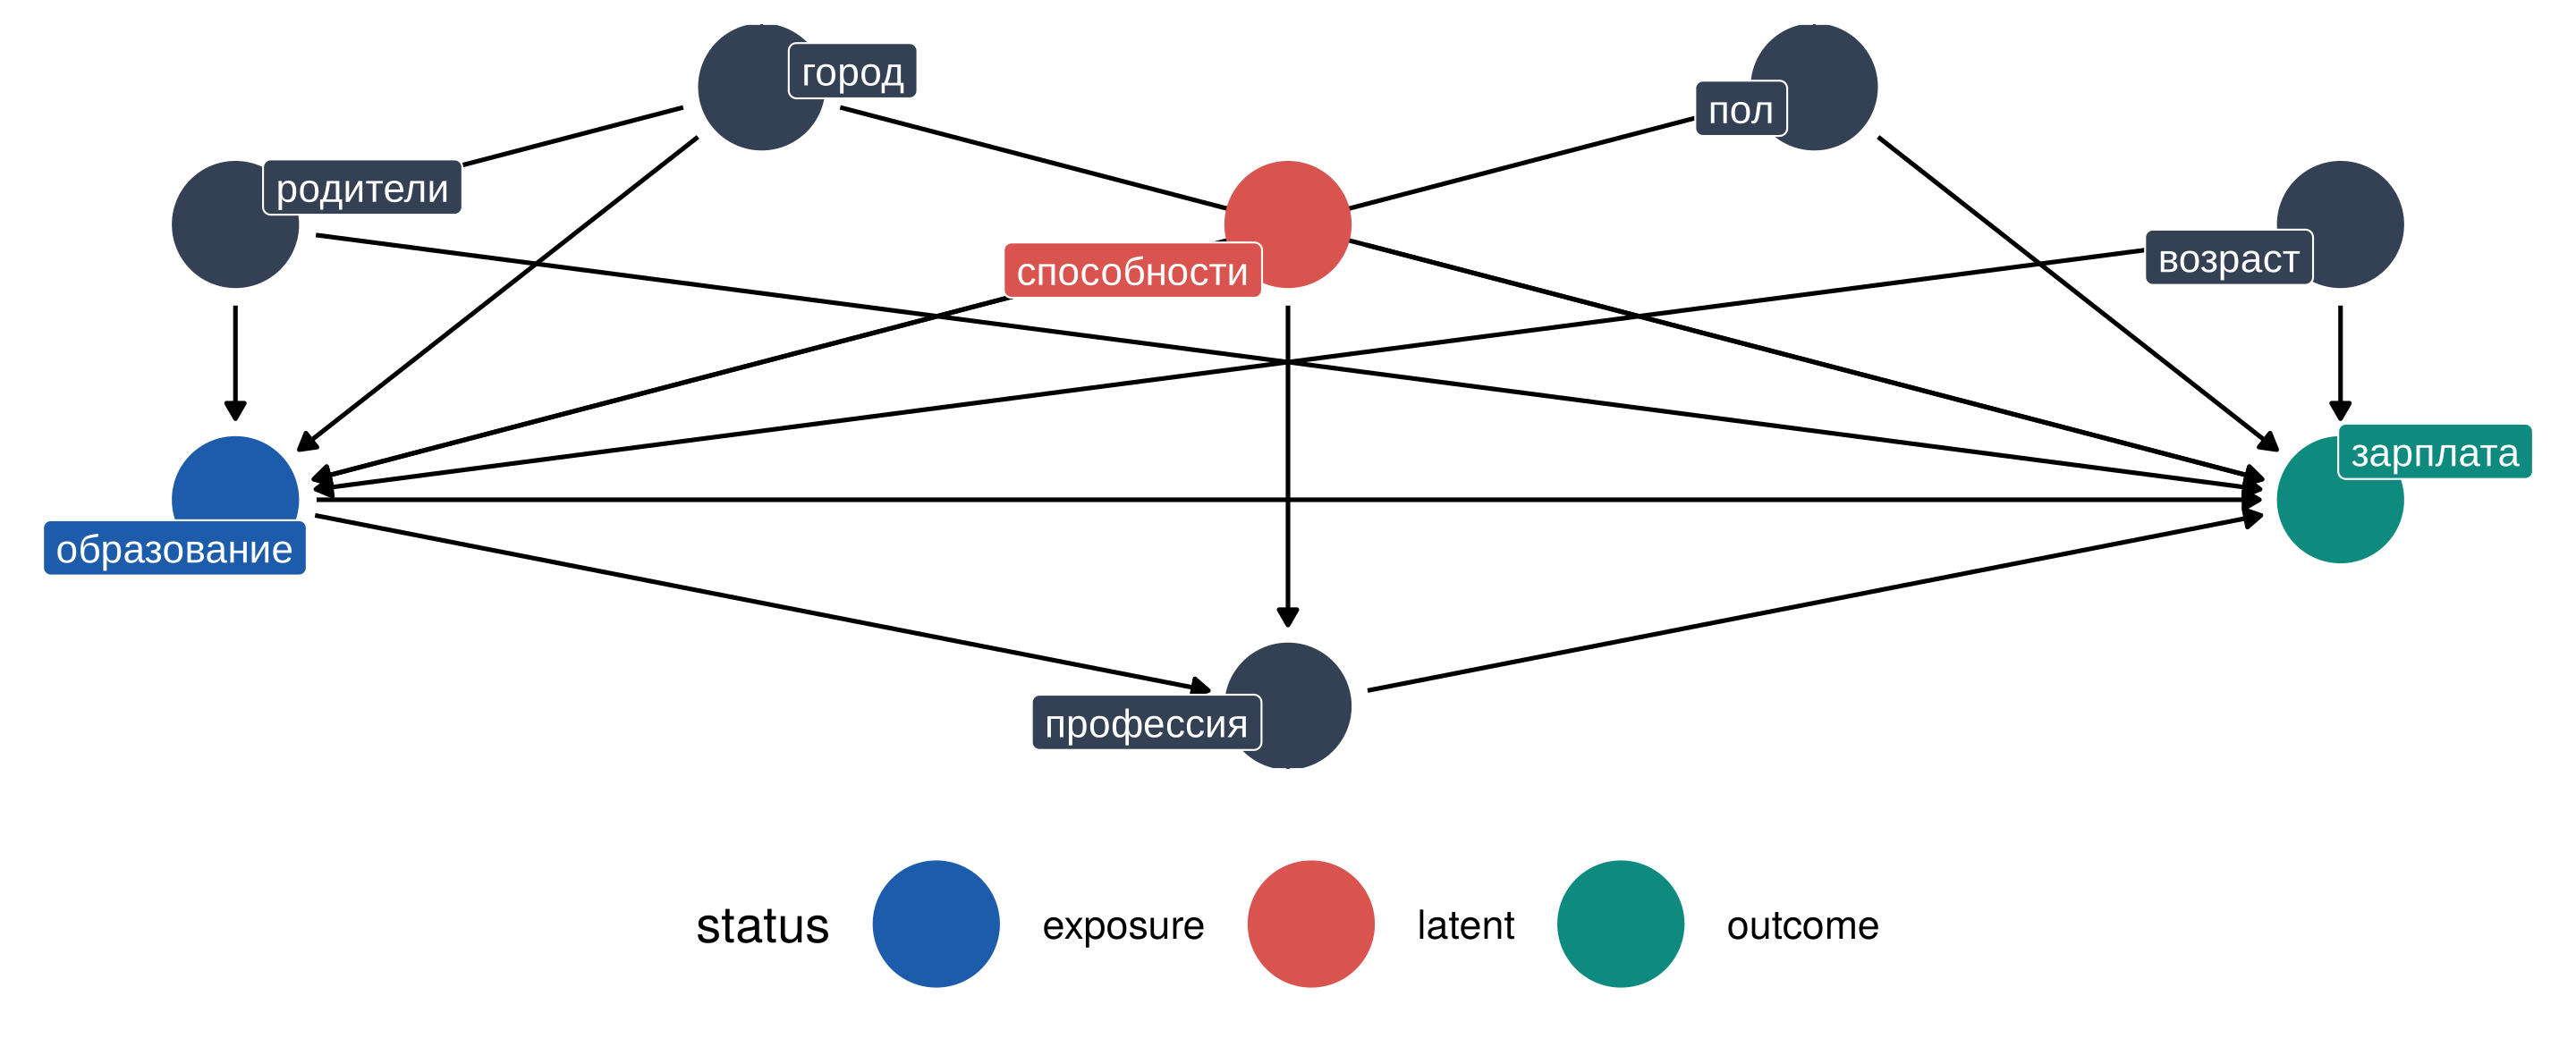 город
пол
родители
возраст
способности
зарплата
образование
профессия
status exposure latent outcome